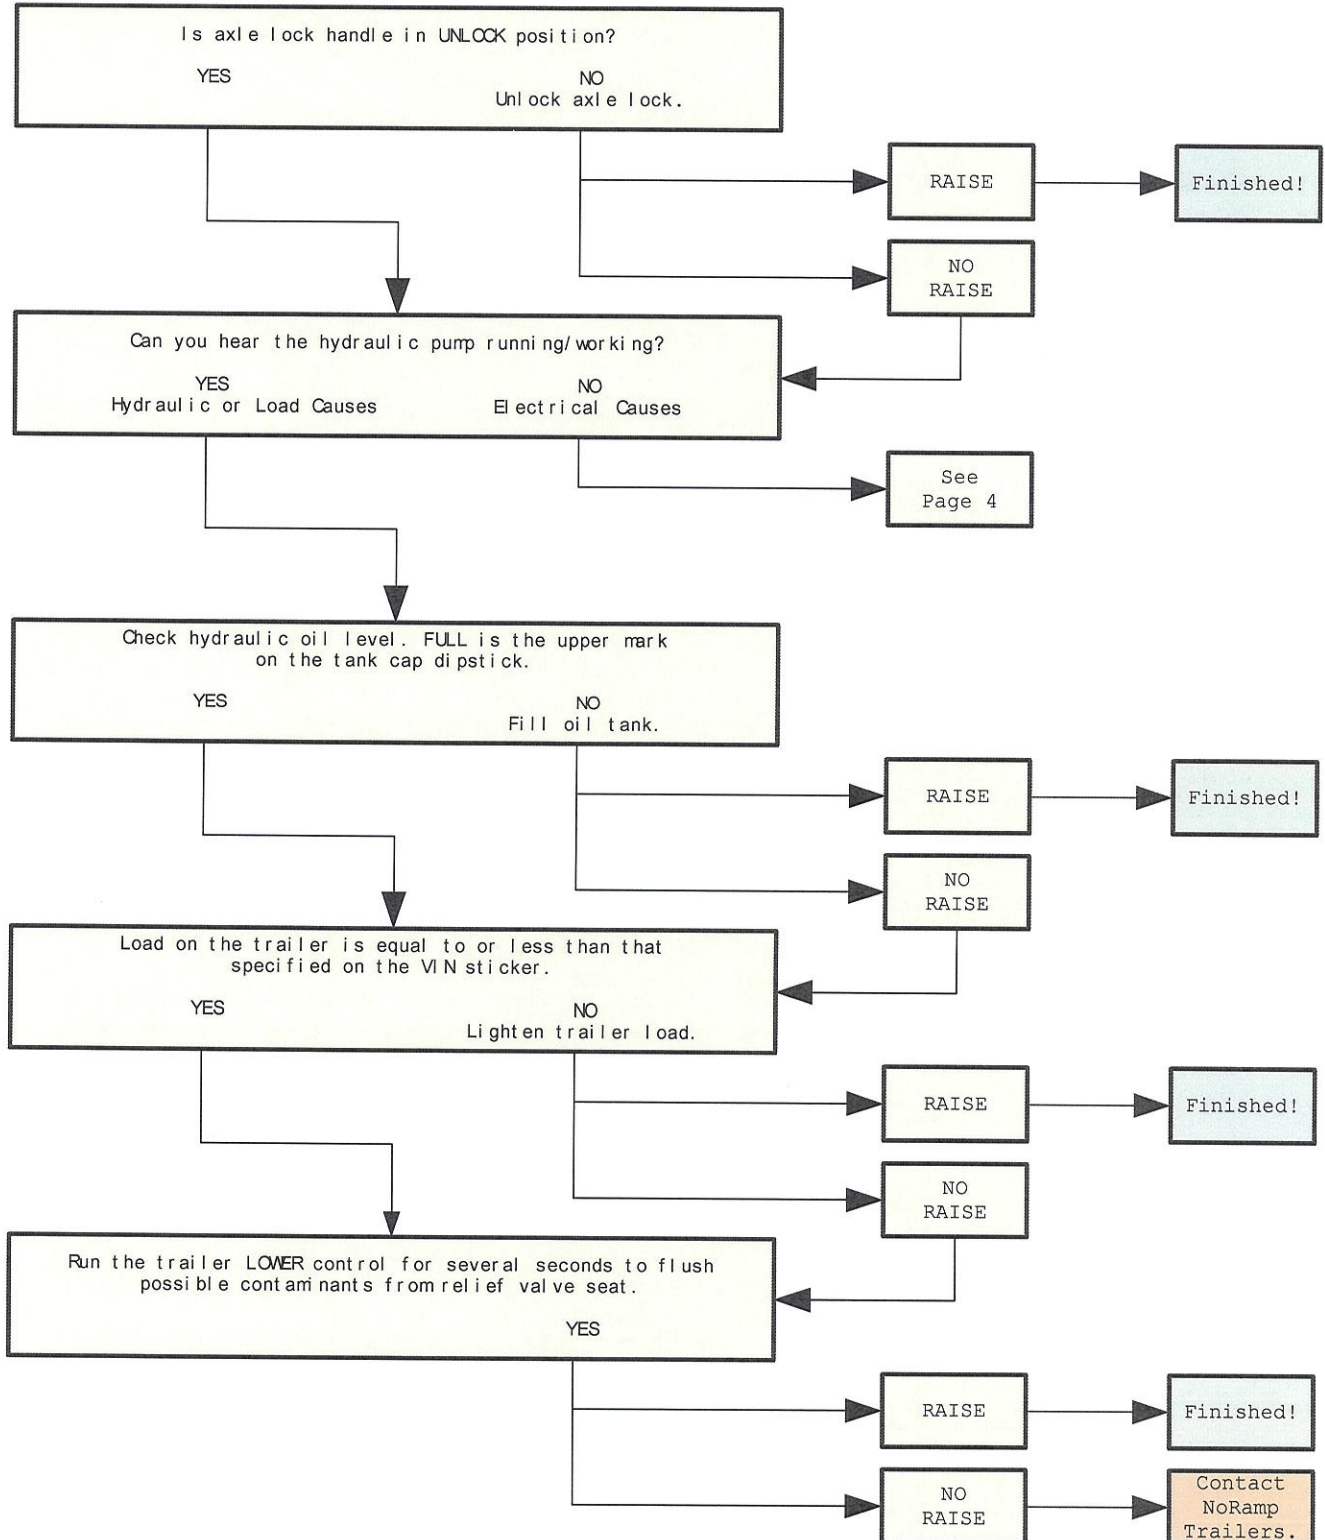 Is axle lock handle in UNLOCK position?
YES
NO
Unlock axle lock.
RAISE
Finished!
NO
RAISE
Can you hear the hydraulic pump running/working?
YES
NO
Hydraulic or Load Causes
Electrical Causes
See
Page 4
Check hydraulic oil level. FULL is the upper mark
on the tank cap dipstick.
YES
NO
Fill oil tank.
RAISE
Finished!
NO
RAISE
Load on the trailer is equal to or less than that
specified on the VIN sticker.
YES
NO
Lighten trailer load.
RAISE
Finished!
NO
RAISE
Run the trailer LOWER control for several seconds to flush
possible contaminants from relief valve seat.
YES
RAISE
Finished!
NO
RAISE
Contact
NoRamp
Trailers.